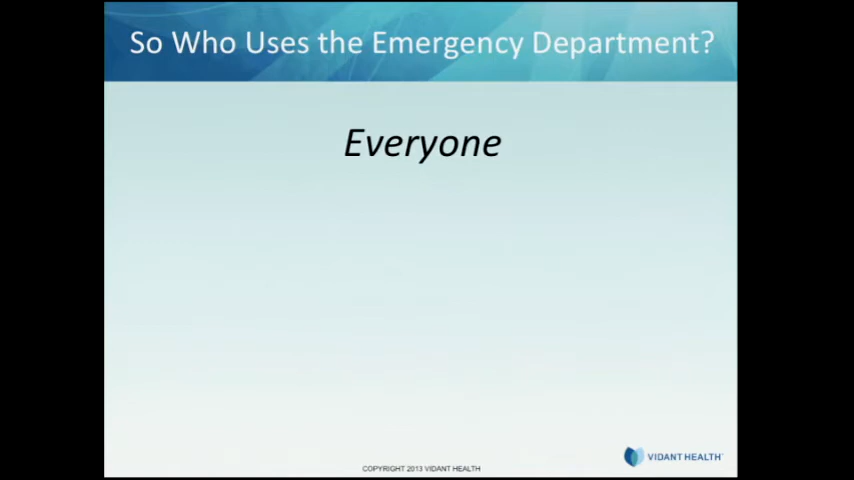 So Who Uses the Emergency Department?
Everyone
VIDANT HEALTH
COPYRIGHT 2013 VIDANT HEALTH